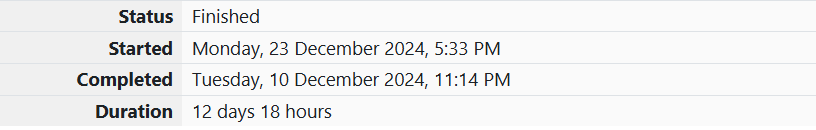 Status Finished
Started Monday, 23 December 2024, 5:33 PM
Completed Tuesday, 10 December 2024, 11:14 PM
Duration 12 days 18 hours